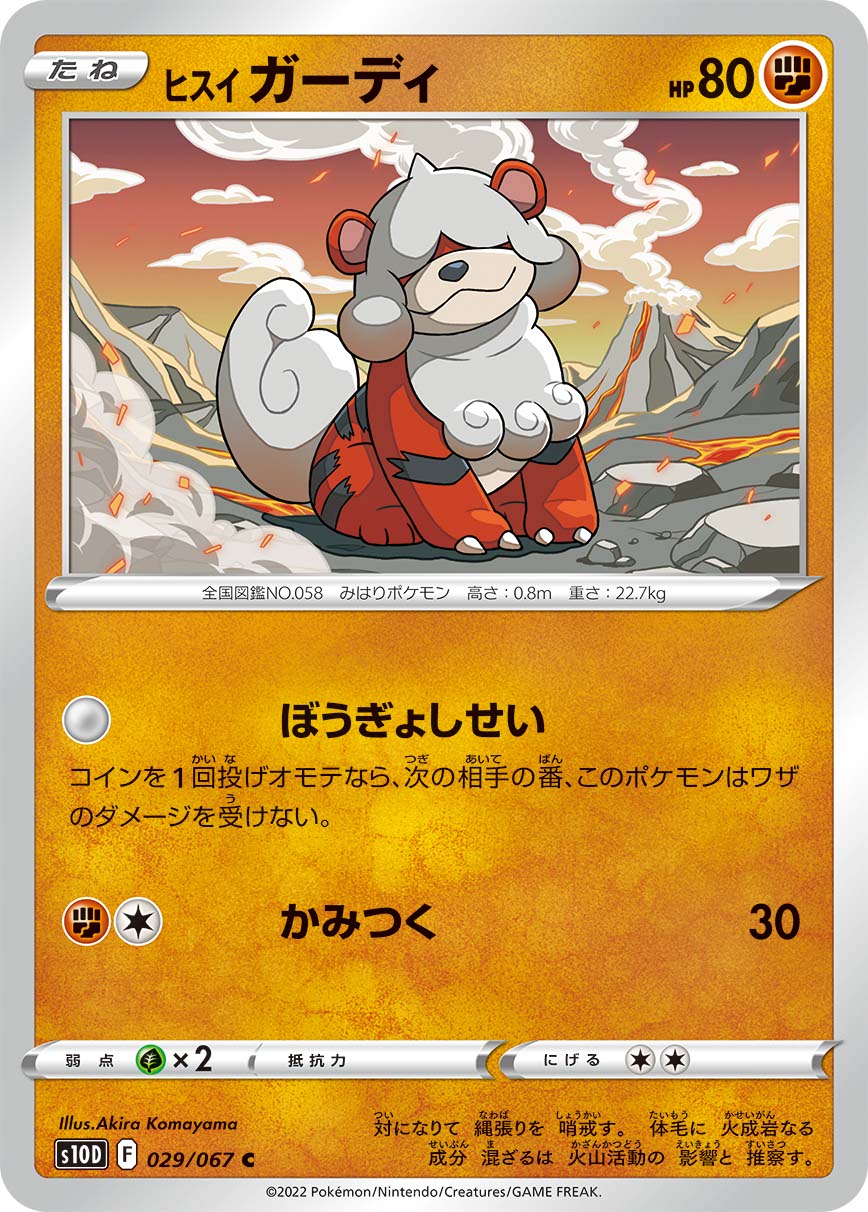 たね
ヒスイ ガーディ HP 80
全国図鑑NO.058 みはりポケモン 高さ:0.8m 重さ:22.7kg
ぼうぎょしせい
コインを1回投げオモテなら、次の相手の番、このポケモンはワザ
のダメージを受けない。
かみつく 30
弱点 ×2 抵抗力 にげる
Illus.Akira Komayama
対になりて 縄張りを 哨戒す。 体毛に 火成岩なる
成分 混ざるは 火山活動の 影響と 推察す。
s10D F 029/067 C
©2022 Pokémon/Nintendo/Creatures/GAME FREAK.